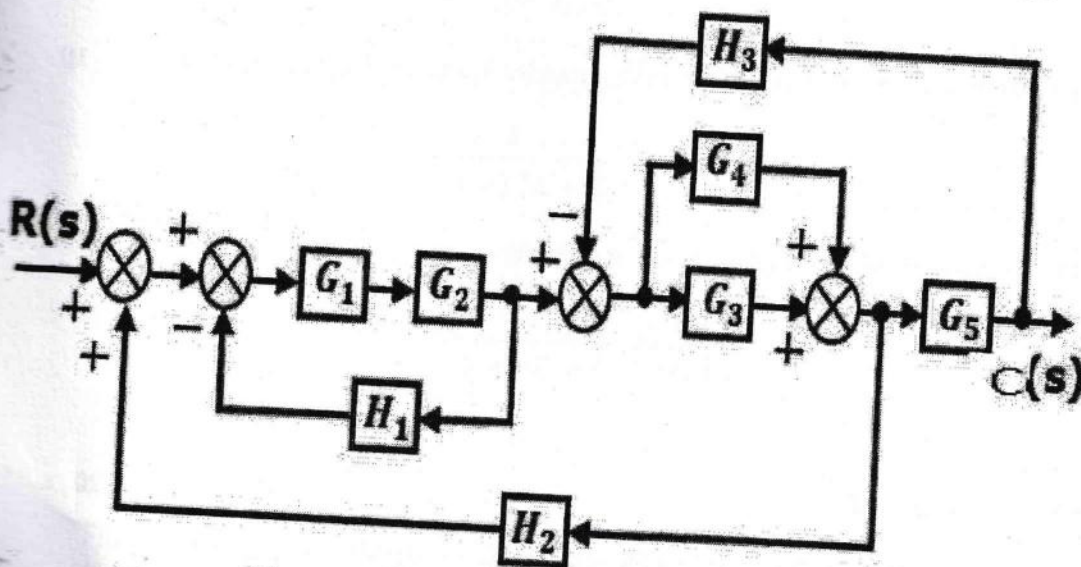 H₃
G₄
R(s) + + − + +
G₁ G₂ G₃ G₅
+ − + C(s)
H₁
H₂